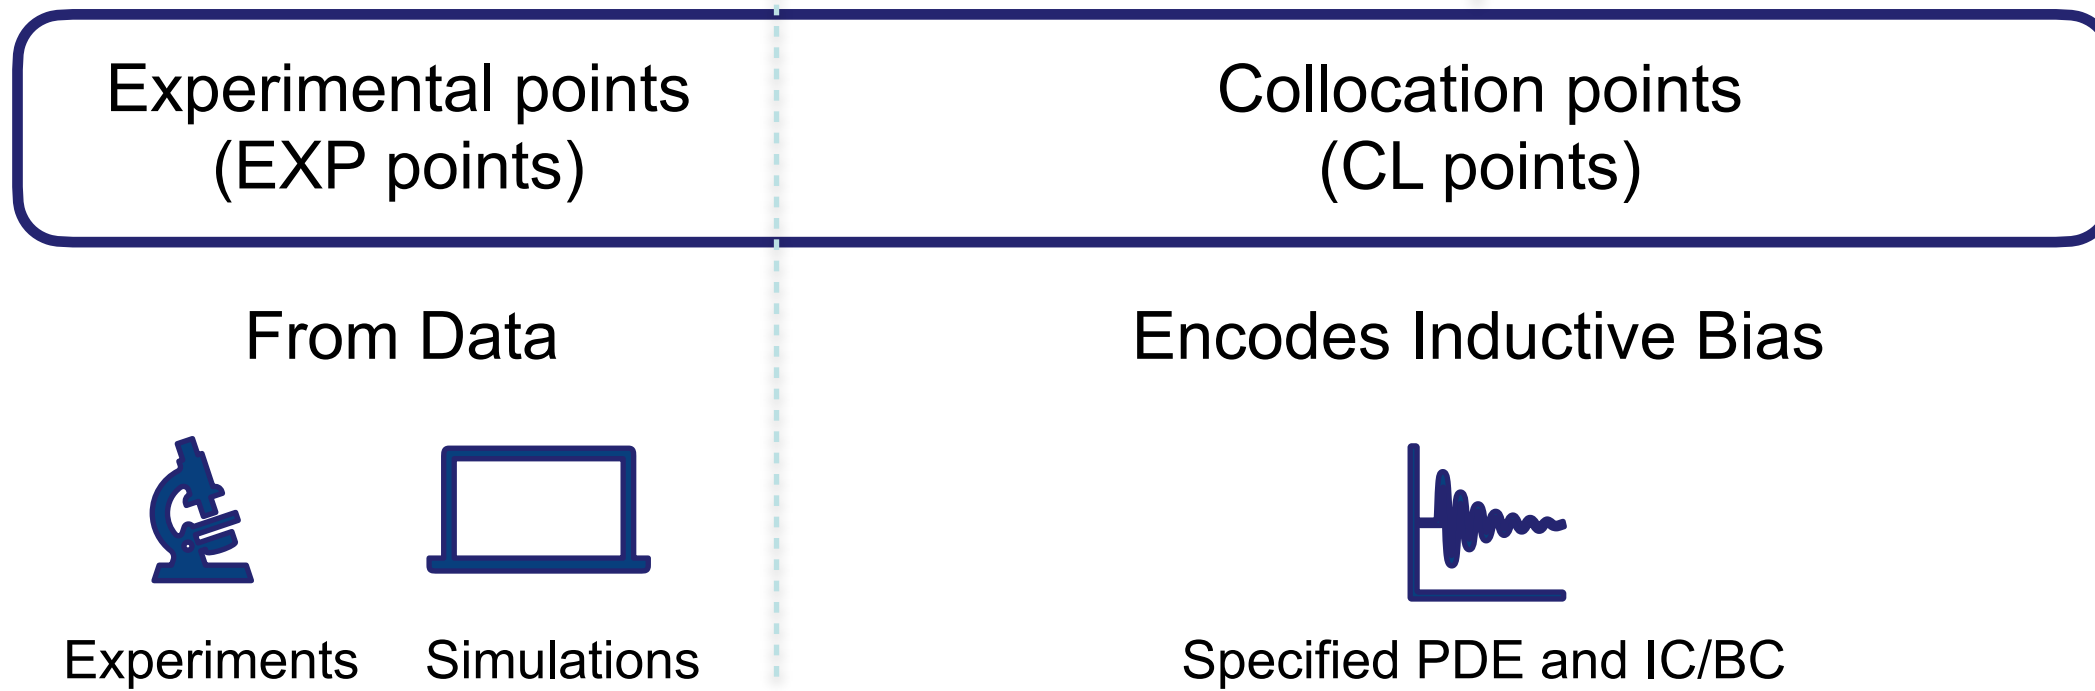 Experimental points
(EXP points)
Collocation points
(CL points)
From Data
Encodes Inductive Bias
Experiments
Simulations
Specified PDE and IC/BC